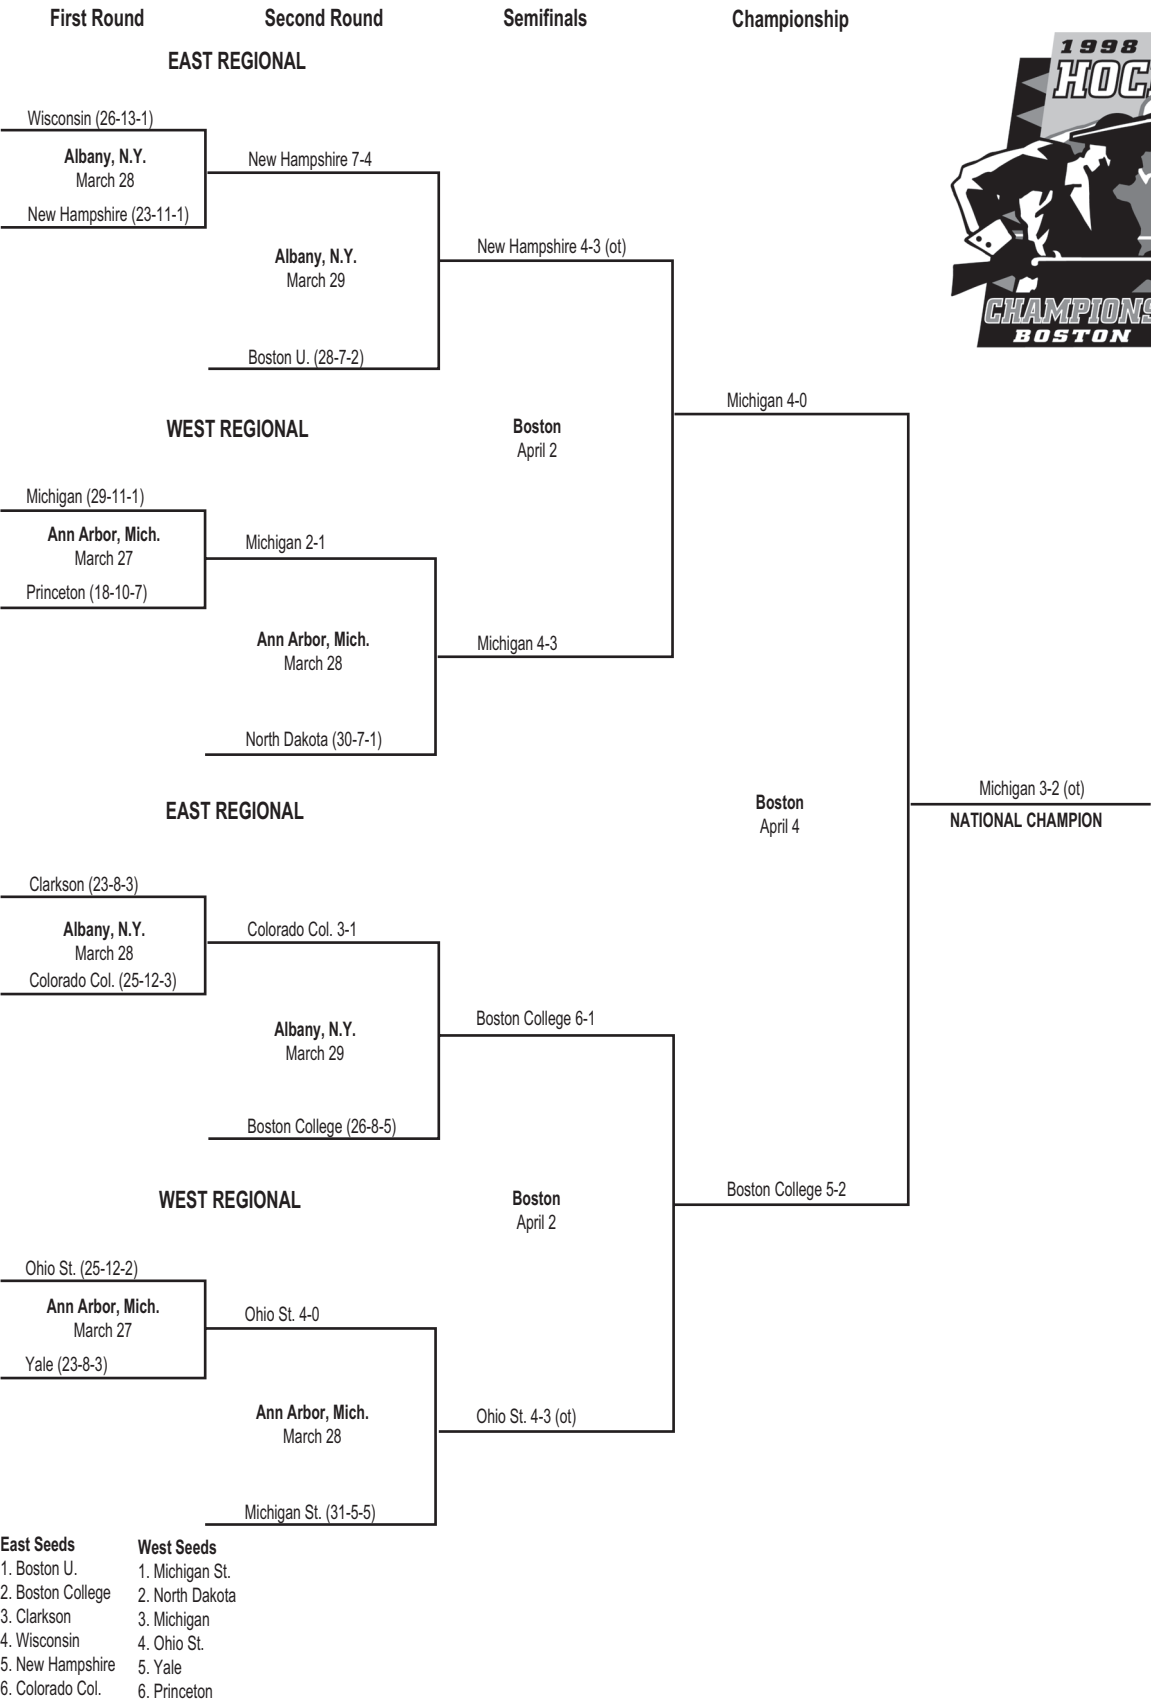 First Round Second Round Semifinals Championship
EAST REGIONAL
1998
Wisconsin (26-13-1)
Albany, N.Y.
March 28
New Hampshire (23-11-1)
New Hampshire 7-4
Albany, N.Y.
March 29
Boston U. (28-7-2)
New Hampshire 4-3 (ot)
BOSTON
WEST REGIONAL
Boston
April 2
Michigan 4-0
Michigan (29-11-1)
Ann Arbor, Mich.
March 27
Princeton (18-10-7)
Michigan 2-1
Ann Arbor, Mich.
March 28
North Dakota (30-7-1)
Michigan 4-3
EAST REGIONAL
Boston
April 4
Michigan 3-2 (ot)
NATIONAL CHAMPION
Clarkson (23-8-3)
Albany, N.Y.
March 28
Colorado Col. (25-12-3)
Colorado Col. 3-1
Albany, N.Y.
March 29
Boston College (26-8-5)
Boston College 6-1
WEST REGIONAL
Boston
April 2
Boston College 5-2
Ohio St. (25-12-2)
Ann Arbor, Mich.
March 27
Yale (23-8-3)
Ohio St. 4-0
Ann Arbor, Mich.
March 28
Michigan St. (31-5-5)
Ohio St. 4-3 (ot)
East Seeds
1. Boston U.
2. Boston College
3. Clarkson
4. Wisconsin
5. New Hampshire
6. Colorado Col.
West Seeds
1. Michigan St.
2. North Dakota
3. Michigan
4. Ohio St.
5. Yale
6. Princeton